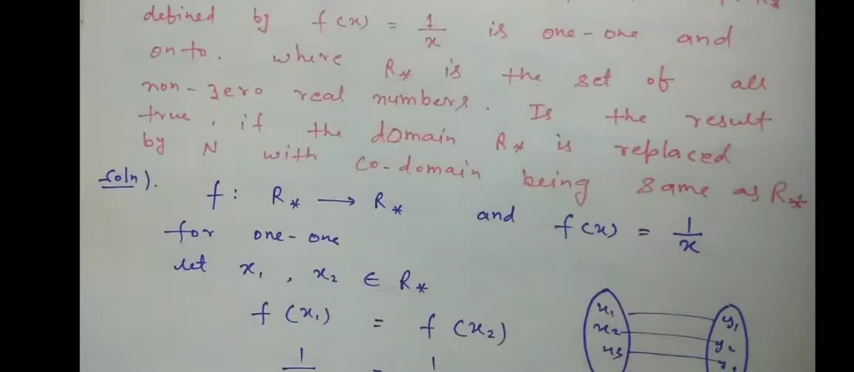 R*
defined by f(x) = 1/x is one-one and
onto. where R* is the set of all
non-zero real numbers. Is the result
true, if the domain R* is replaced
by N with co-domain being same as R*
Soln).
f: R* → R* and f(x) = 1/x
for one-one
let x₁, x₂ ∈ R*
f(x₁) = f(x₂)
x₁ y₁
x₂ y₂
x₃
1 = 1